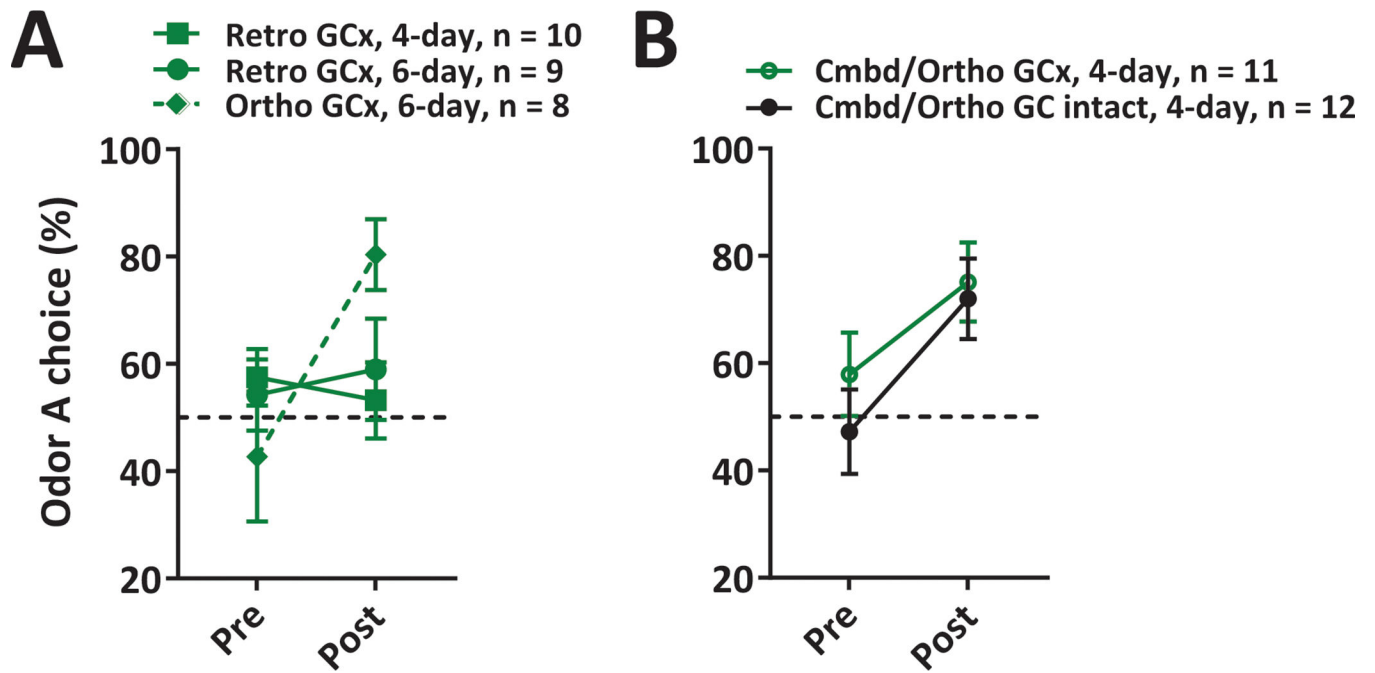 A
Retro GCx, 4-day, n = 10
Retro GCx, 6-day, n = 9
Ortho GCx, 6-day, n = 8
Odor A choice (%)
100
80
60
40
20
Pre
Post
B
Cmbd/Ortho GCx, 4-day, n = 11
Cmbd/Ortho GC intact, 4-day, n = 12
100
80
60
40
20
Pre
Post